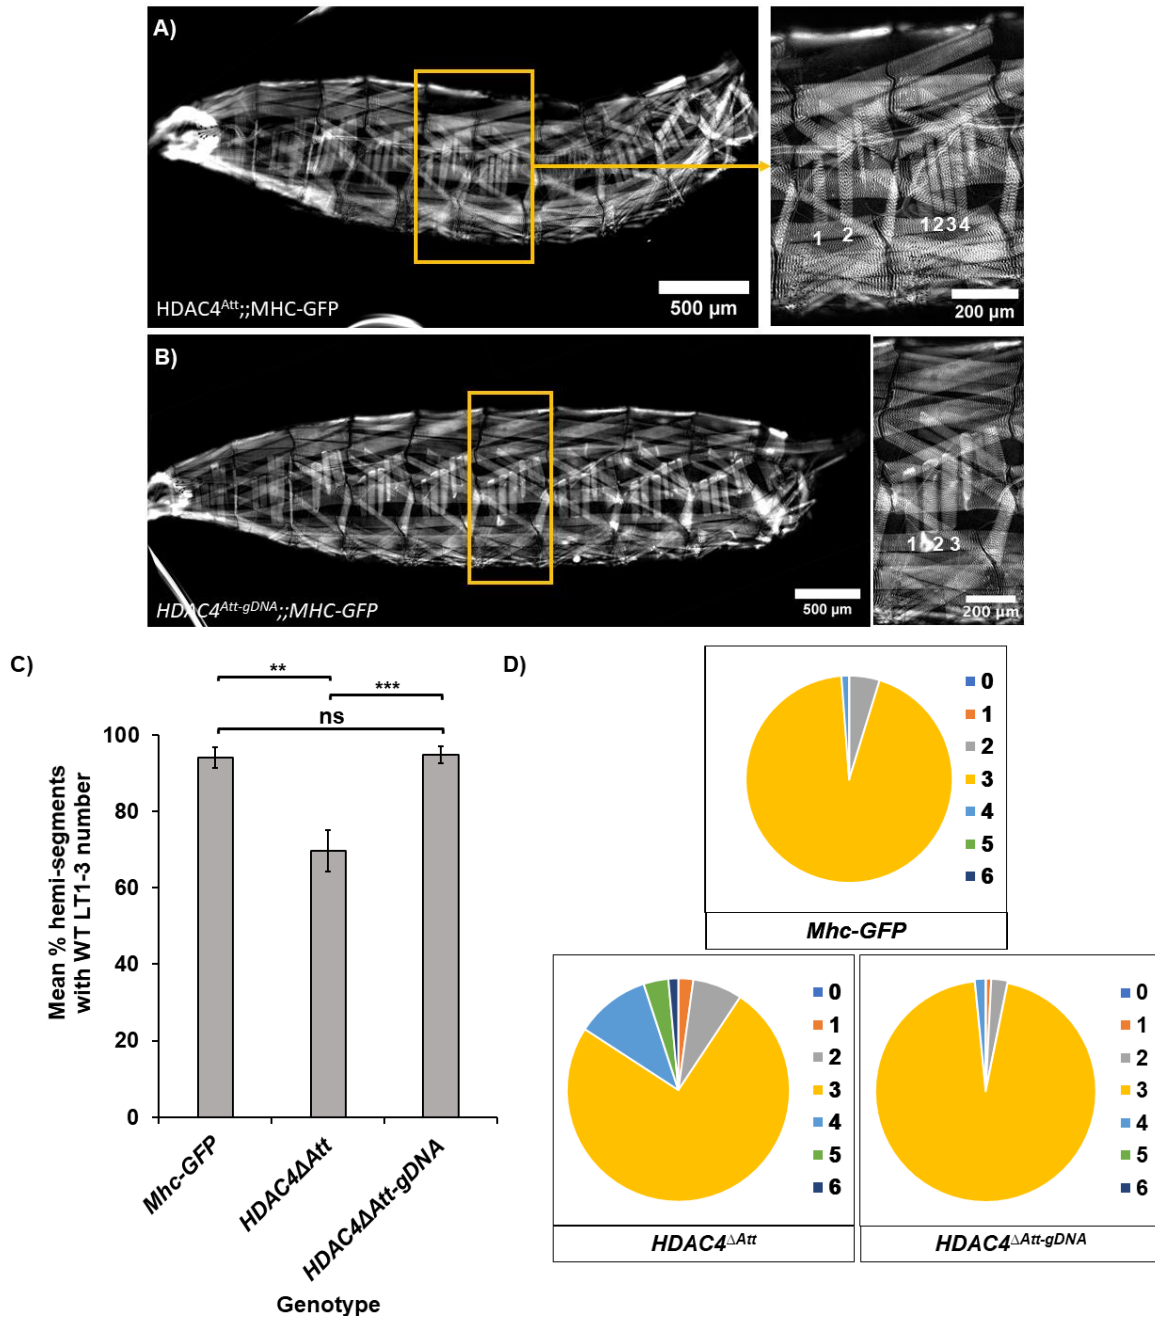 A)
1 2 1234
HDAC4Att;;MHC-GFP
500 µm
200 µm
B)
1 2 3
HDAC4Att-gDNA;;MHC-GFP
500 µm
200 µm
C)
**
***
ns
100
80
60
40
20
0
Mean % hemi-segments
with WT LT1-3 number
Mhc-GFP
HDAC4ΔAtt
HDAC4ΔAtt-gDNA
Genotype
D)
0
1
2
3
4
5
6
Mhc-GFP
0
1
2
3
4
5
6
HDAC4ΔAtt
0
1
2
3
4
5
6
HDAC4ΔAtt-gDNA